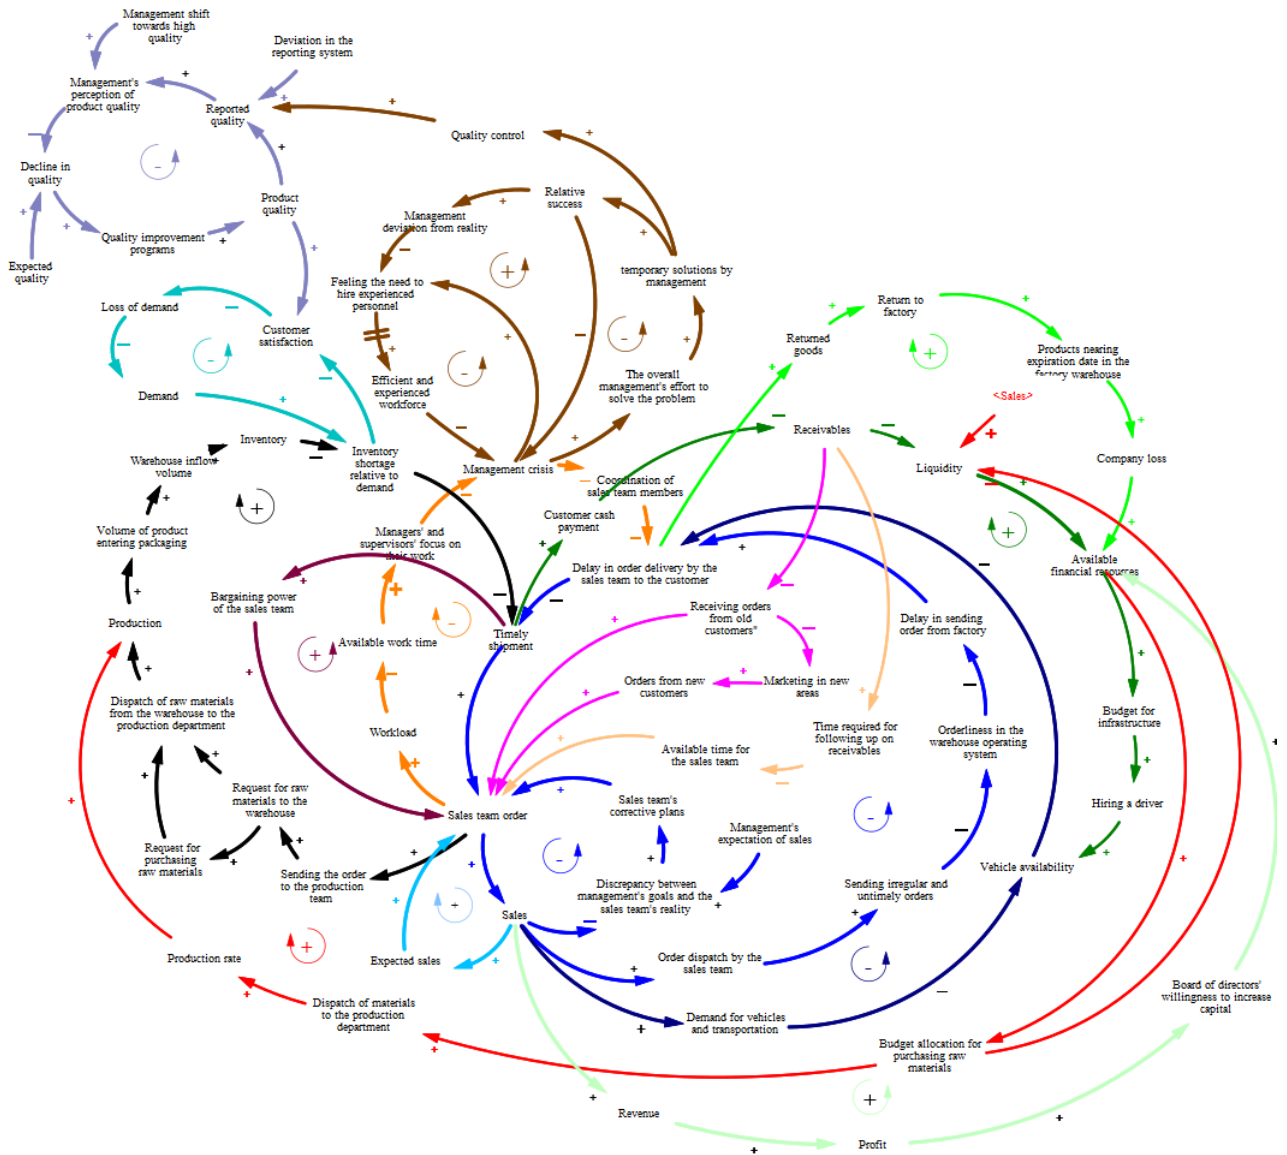 Management shift
towards high
quality
Deviation in the
reporting system
Management's
perception of
product quality
Reported
quality
Quality control
Decline in
quality
Product
quality
Relative
success
Management
deviation from reality
Quality improvement
programs
Expected
quality
Feeling the need to
hire experienced
personnel
temporary solutions by
management
Loss of demand
Customer
satisfaction
Return to
factory
Returned
goods
Products nearing
expiration date in the
factory warehouse
Efficient and
experienced
workforce
The overall
management's effort to
solve the problem
Demand
<Sales>
Receivables
Inventory
Inventory
shortage
relative to
demand
Warehouse inflow
volume
Management crisis
Liquidity
Company loss
Coordination of
sales team members
Customer cash
payment
Volume of product
entering packaging
Managers' and
supervisors' focus on
their work
Available
financial resources
Delay in order delivery by the
sales team to the customer
Bargaining power
of the sales team
Receiving orders
from old
customers"
Delay in sending
order from factory
Production
Available work time
Timely
shipment
Orders from new
customers
Marketing in new
areas
Dispatch of raw materials
from the warehouse to the
production department
Budget for
infrastructure
Workload
Available time for
the sales team
Time required for
following up on
receivables
Orderliness in the
warehouse operating
system
Request for raw
materials to the
warehouse
Sales team order
Sales team's
corrective plans
Management's
expectation of sales
Hiring a driver
Request for
purchasing
raw materials
Sending the order
to the production
team
Discrepancy between
management's goals and the
sales team's reality
Sending irregular and
untimely orders
Vehicle availability
Sales
Production rate
Expected sales
Order dispatch by the
sales team
Dispatch of materials
to the production
department
Demand for vehicles
and transportation
Board of directors'
willingness to increase
capital
Budget allocation for
purchasing raw
materials
Revenue
Profit